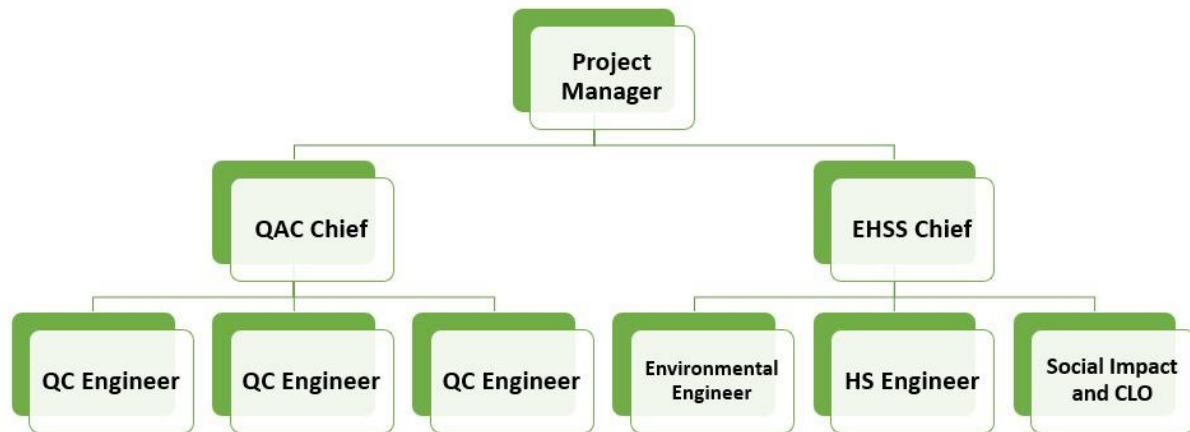 Project
Manager
QAC Chief
EHSS Chief
QC Engineer
QC Engineer
QC Engineer
Environmental
Engineer
HS Engineer
Social Impact
and CLO